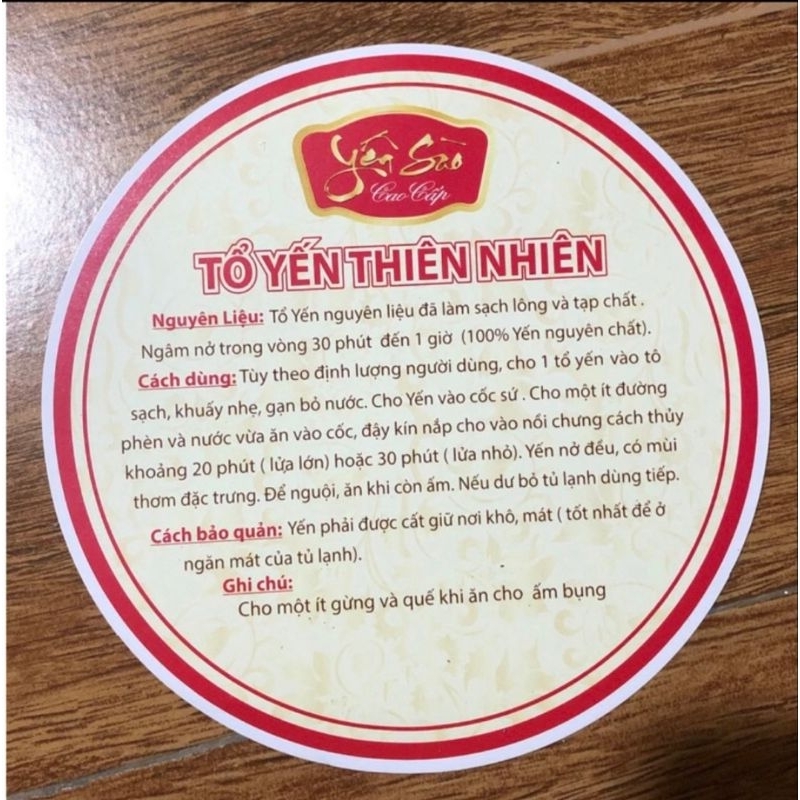 Yến Sào
Cao Cấp
TỔ YẾN THIÊN NHIÊN
Nguyên Liệu: Tổ Yến nguyên liệu đã làm sạch lông và tạp chất .
Ngâm nở trong vòng 30 phút đến 1 giờ (100% Yến nguyên chất).
Cách dùng: Tùy theo định lượng người dùng, cho 1 tổ yến vào tô
sạch, khuấy nhẹ, gạn bỏ nước. Cho Yến vào cốc sứ . Cho một ít đường
phèn và nước vừa ăn vào cốc, đậy kín nắp cho vào nồi chưng cách thủy
khoảng 20 phút ( lửa lớn) hoặc 30 phút ( lửa nhỏ). Yến nở đều, có mùi
thơm đặc trưng. Để nguội, ăn khi còn ấm. Nếu dư bỏ tủ lạnh dùng tiếp.
Cách bảo quản: Yến phải được cất giữ nơi khô, mát ( tốt nhất để ở
ngăn mát của tủ lạnh).
Ghi chú:
Cho một ít gừng và quế khi ăn cho ấm bụng